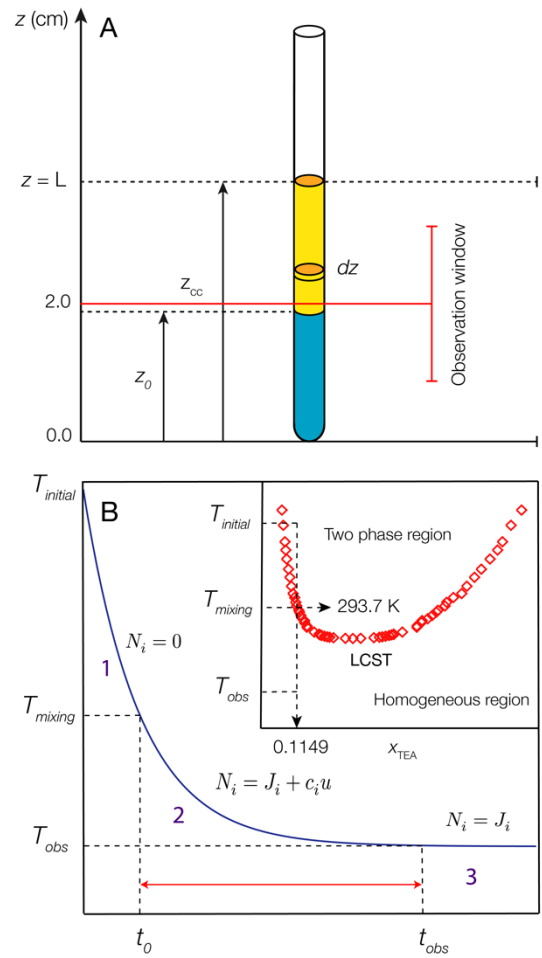 z (cm)
A
z = L
dz
z_cc
2.0
Observation window
z_0
0.0
T_initial
B
T_initial
Two phase region
N_i = 0
T_mixing
293.7 K
1
LCST
T_obs
Homogeneous region
T_mixing
0.1149
x_TEA
N_i = J_i + c_i u
2
N_i = J_i
T_obs
3
t_0
t_obs